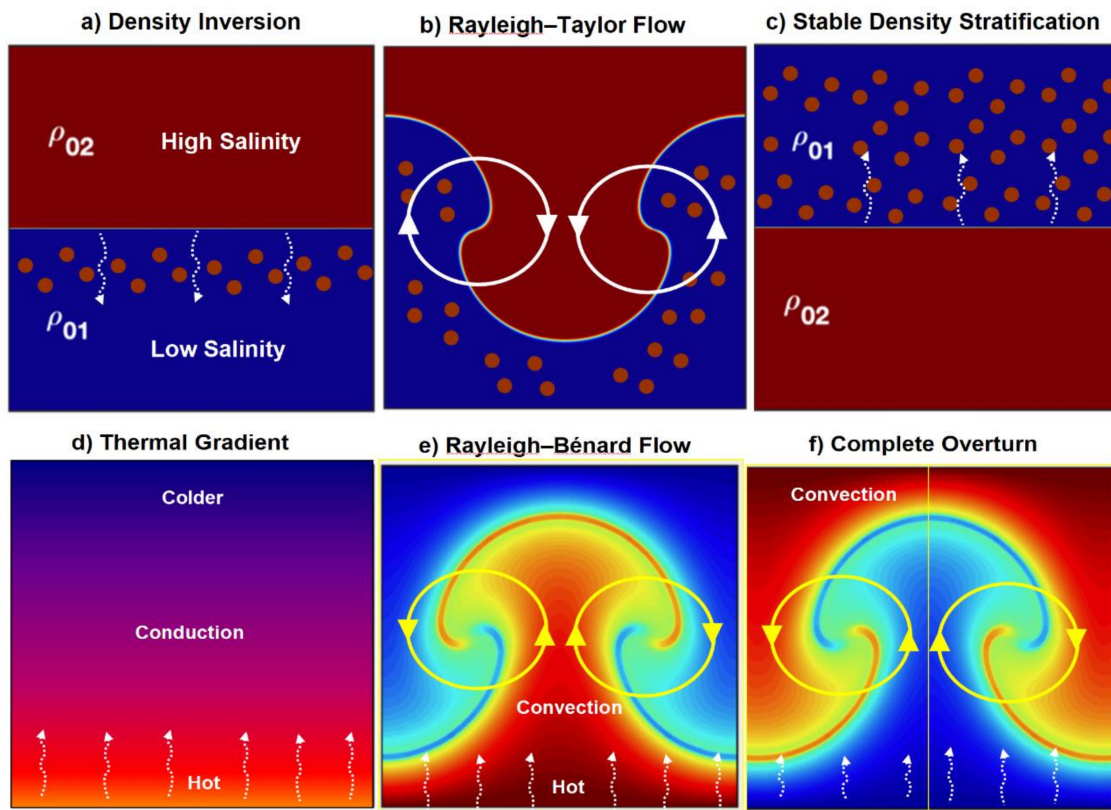 a) Density Inversion
b) Rayleigh–Taylor Flow
c) Stable Density Stratification
ρ02
High Salinity
ρ01
Low Salinity
ρ01
ρ02
d) Thermal Gradient
e) Rayleigh–Bénard Flow
f) Complete Overturn
Colder
Conduction
Hot
Convection
Hot
Convection